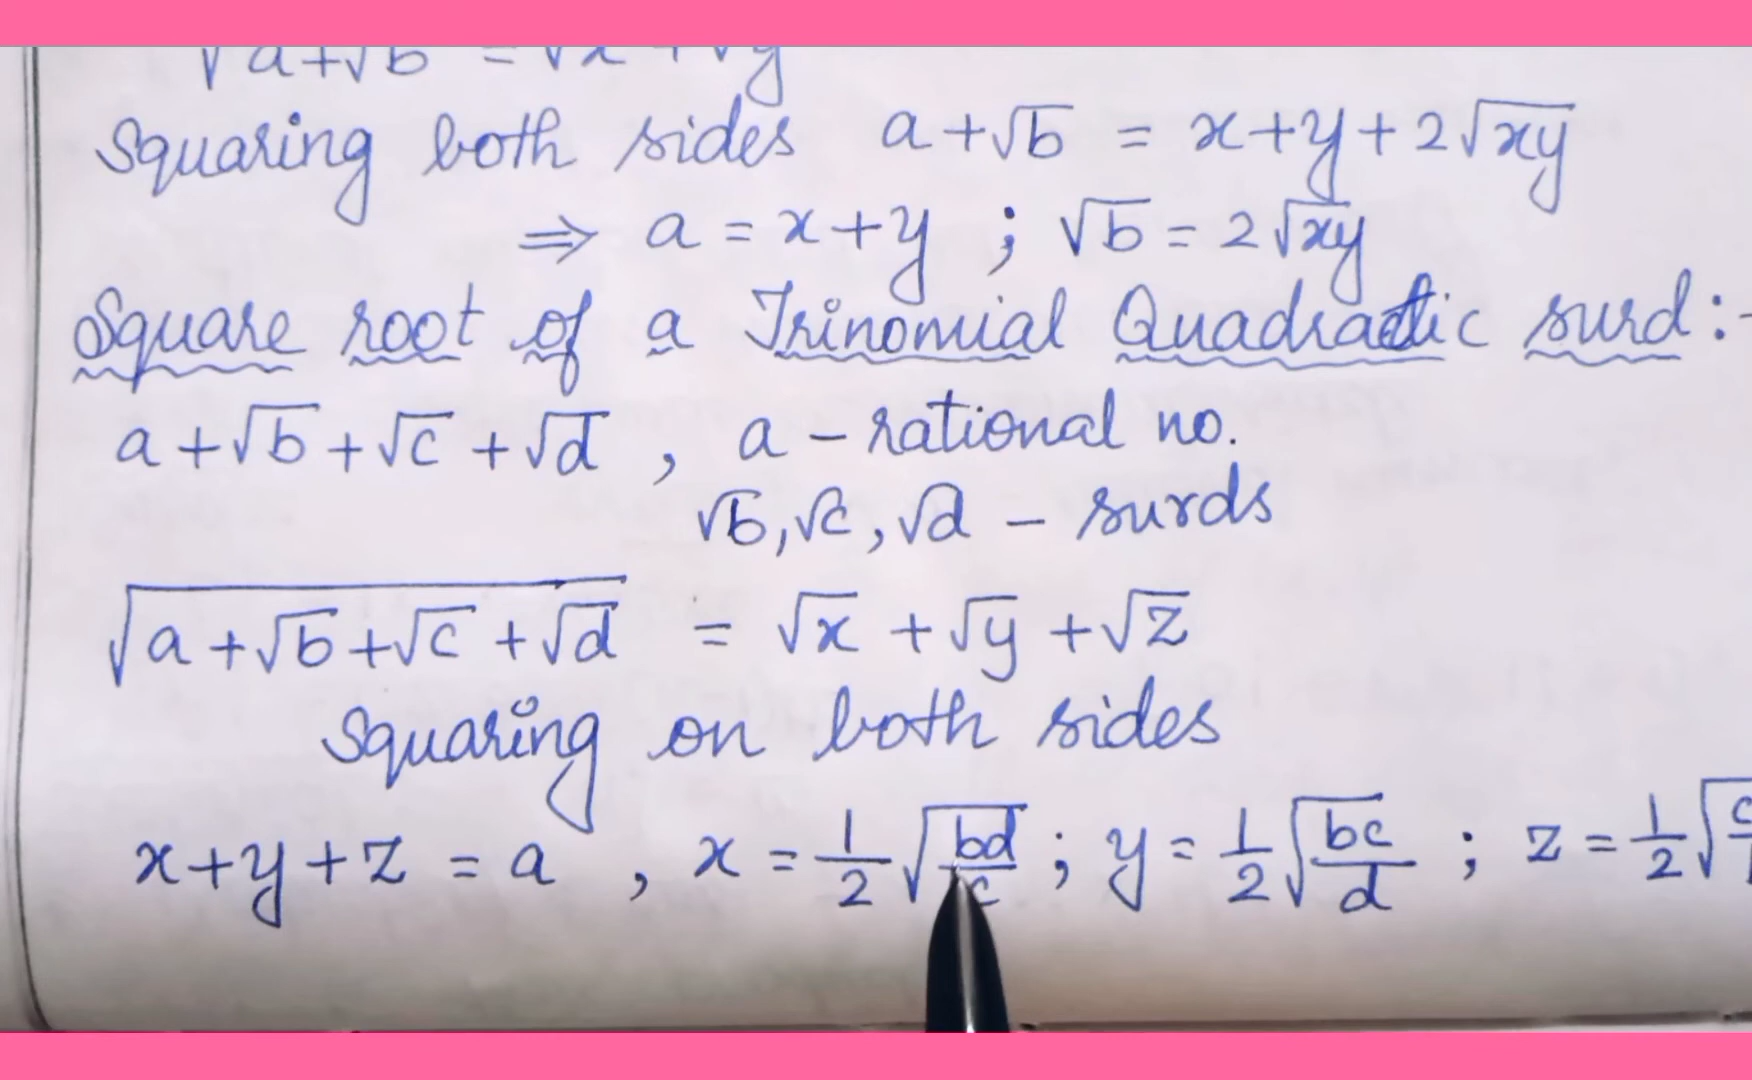 √a+√b = √x+√y
Squaring both sides a+√b = x+y+2√xy
⇒ a = x+y ; √b = 2√xy
Square root of a Trinomial Quadratic surd:-
a+√b+√c+√d , a – rational no.
√b,√c,√d – surds
√(a+√b+√c+√d) = √x+√y+√z
Squaring on both sides
x+y+z = a , x = 1/2 √(bd/c) ; y = 1/2 √(bc/d) ; z = 1/2 √